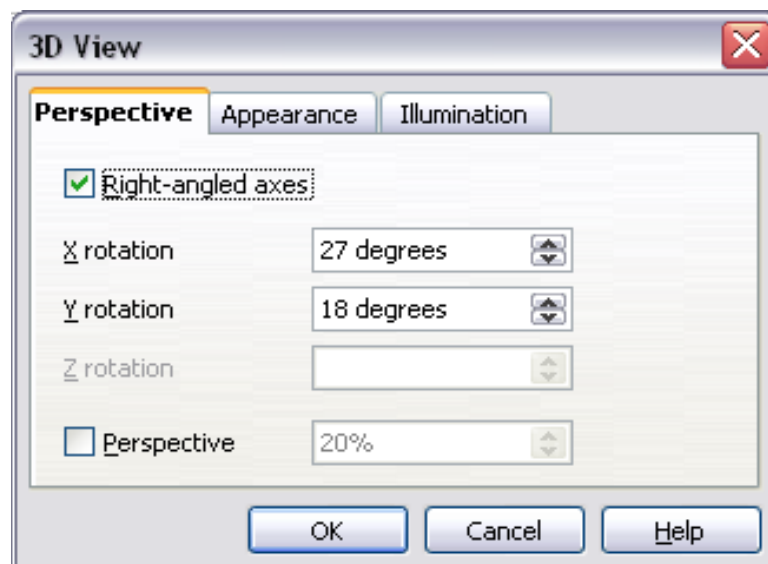 3D View
Perspective Appearance Illumination
Right-angled axes
X rotation 27 degrees
Y rotation 18 degrees
Z rotation
Perspective 20%
OK Cancel Help